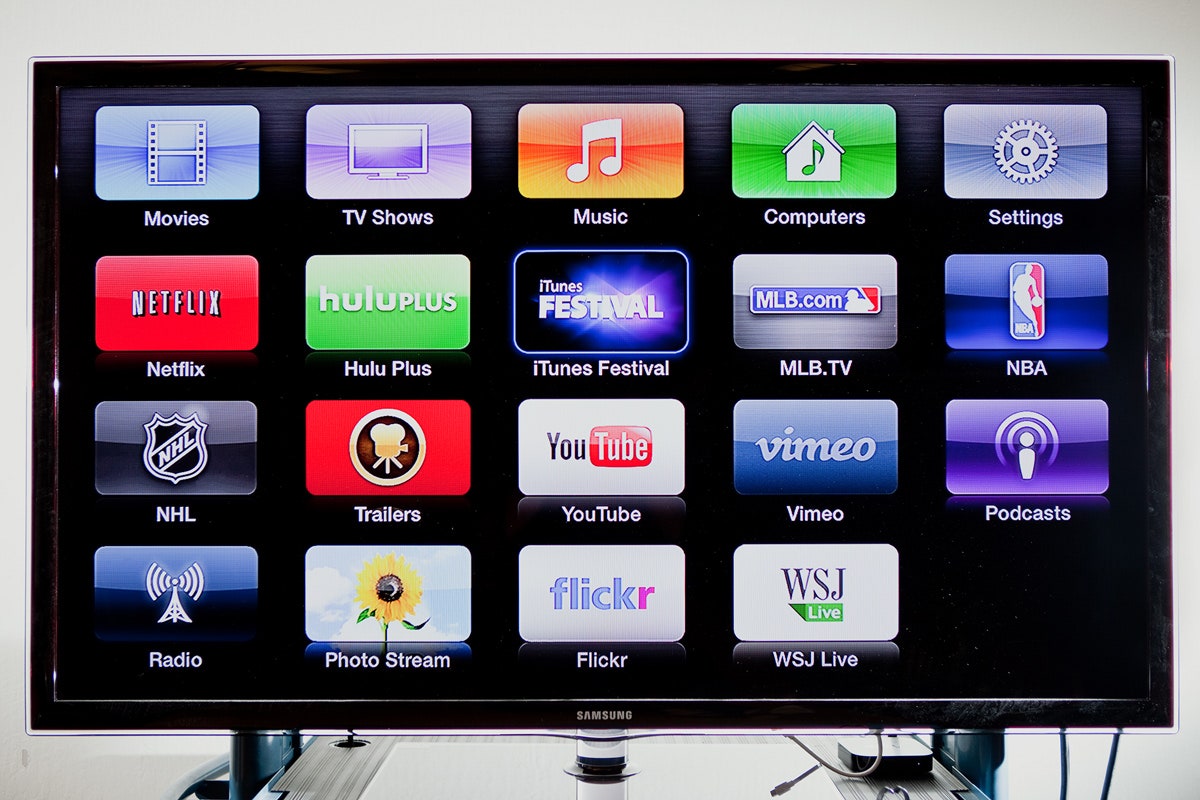 Movies
TV Shows
Music
Computers
Settings
NETFLIX
huluPLUS
iTunes
FESTIVAL
MLB.com
NBA
Netflix
Hulu Plus
iTunes Festival
MLB.TV
NBA
NHL
YouTube
vimeo
NHL
Trailers
YouTube
Vimeo
Podcasts
flickr
WSJ
Live
Radio
Photo Stream
Flickr
WSJ Live
SAMSUNG